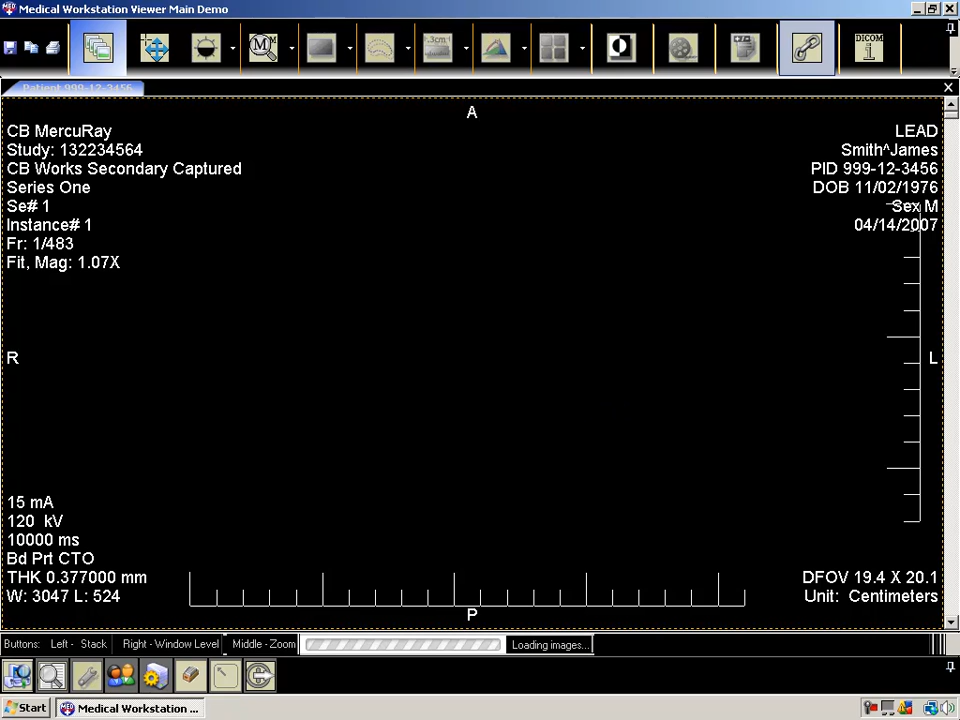 Medical Workstation Viewer Main Demo
M
.3cm
DICOM
i
Patient 999-12-3456
A
CB MercuRay
Study: 132234564
CB Works Secondary Captured
Series One
Se# 1
Instance# 1
Fr: 1/483
Fit, Mag: 1.07X
LEAD
Smith^James
PID 999-12-3456
DOB 11/02/1976
Sex M
04/14/2007
R
L
15 mA
120 kV
10000 ms
Bd Prt CTO
THK 0.377000 mm
W: 3047 L: 524
DFOV 19.4 X 20.1
Unit: Centimeters
P
Buttons: Left - Stack Right - Window Level Middle - Zoom Loading images...
Start Medical Workstation ...